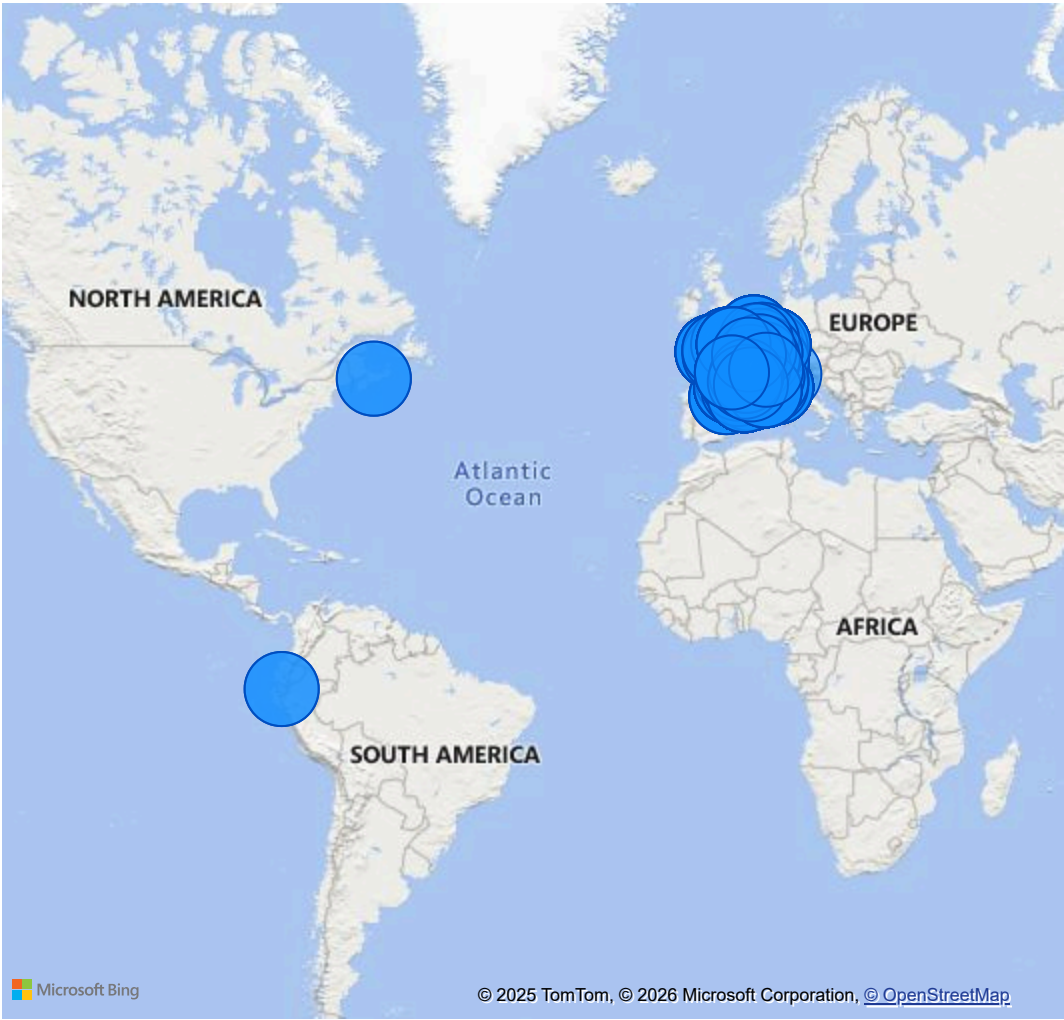 NORTH AMERICA
EUROPE
Atlantic
Ocean
AFRICA
SOUTH AMERICA
Microsoft Bing
© 2025 TomTom, © 2026 Microsoft Corporation, © OpenStreetMap